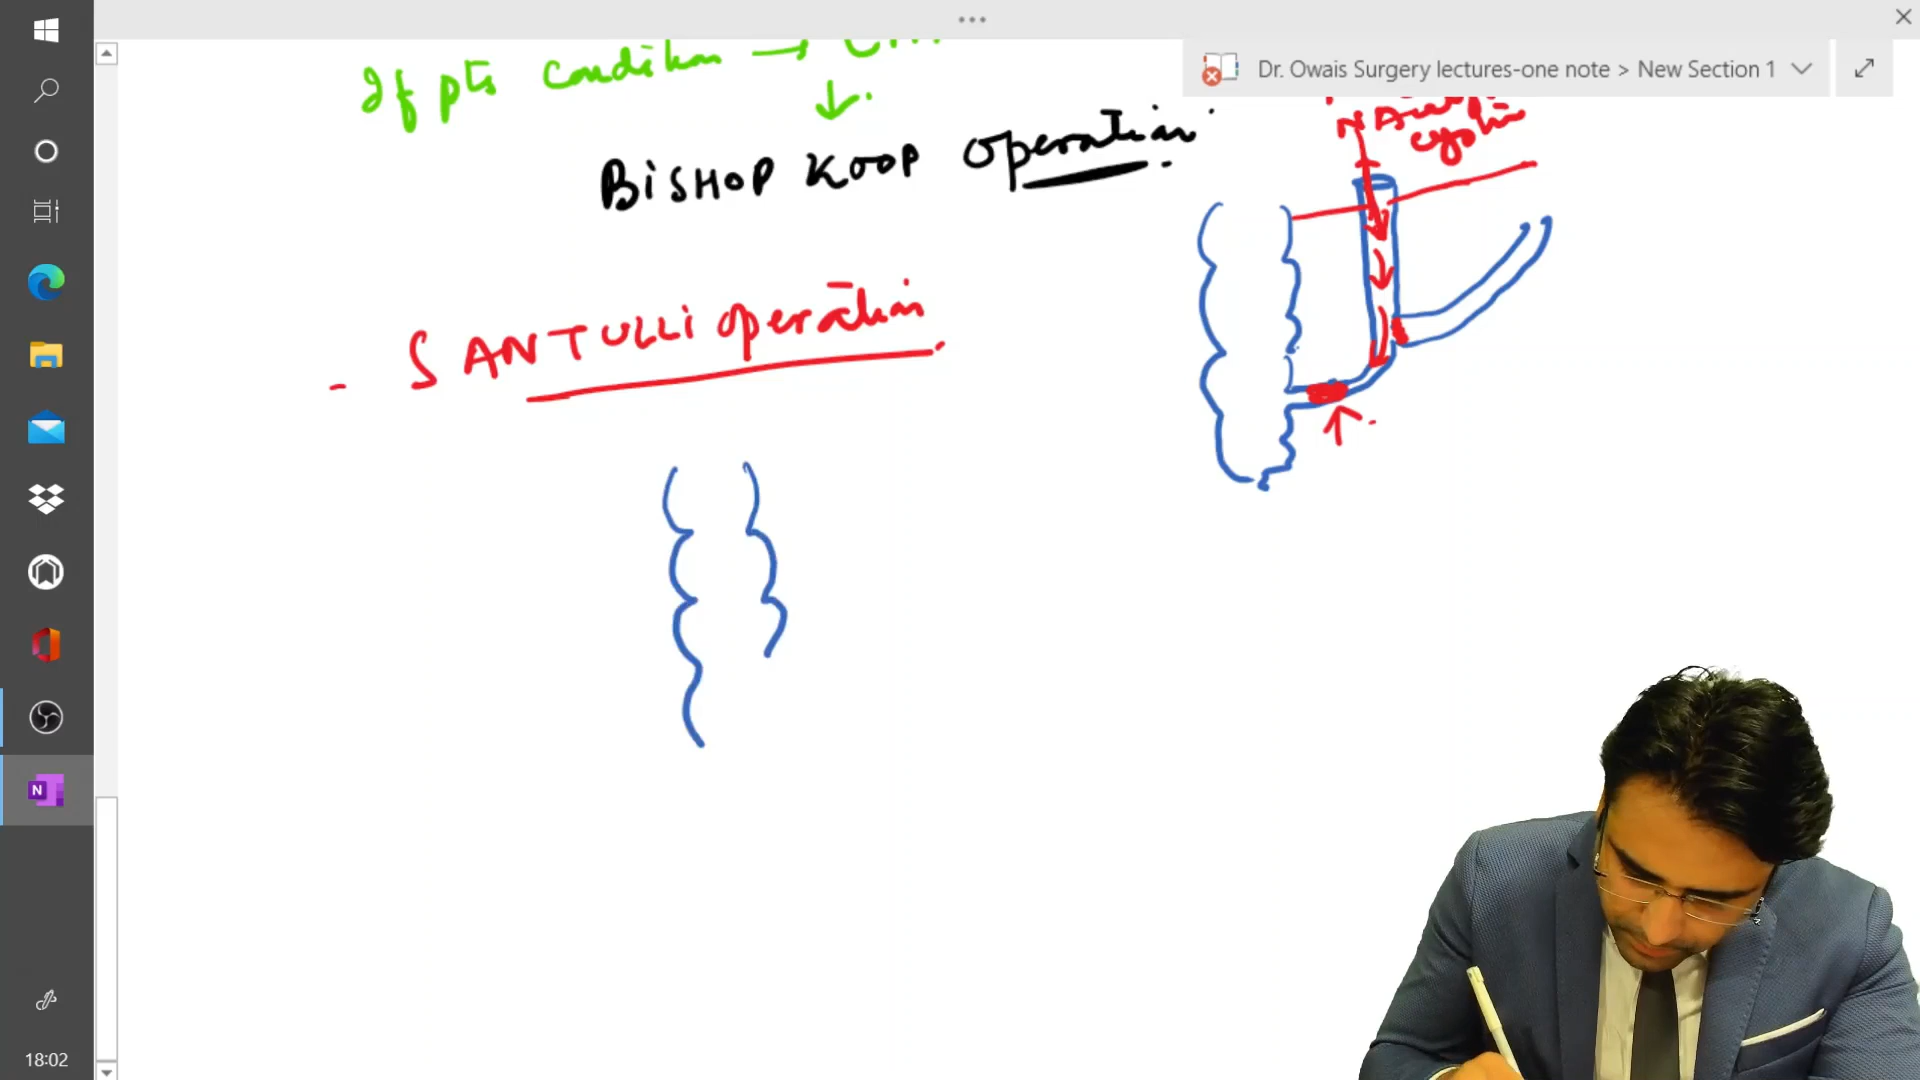 Dr. Owais Surgery lectures-one note > New Section 1
If pts condition →
↓
BiSHOP KOOP operation
- SANTULLi operation
18:02